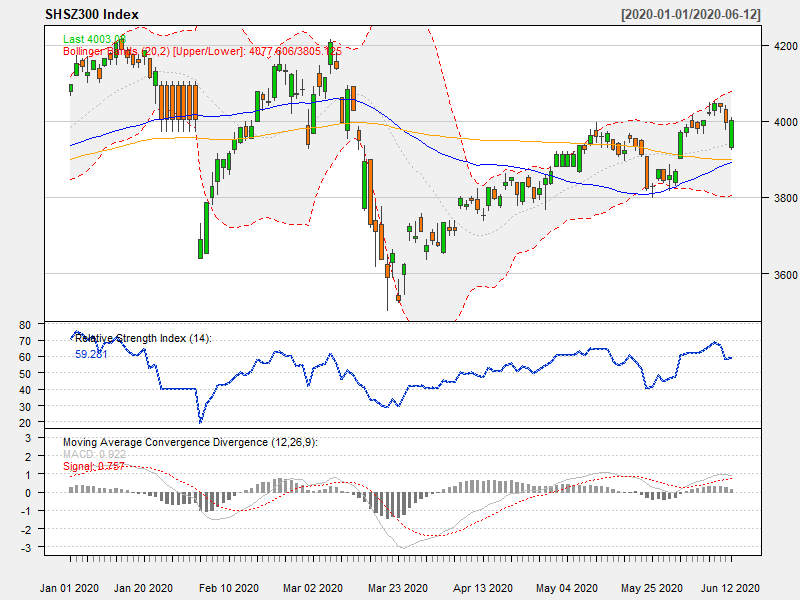 SHSZ300 Index [2020-01-01/2020-06-12]
Last 4003.08
Bollinger Bands (20,2) [Upper/Lower]: 4077.606/3805.125
4200
4000
3800
3600
Relative Strength Index (14):
59.231
80
70
60
50
40
30
20
Moving Average Convergence Divergence (12,26,9):
MACD: 0.922
Signal: 0.757
3
2
1
0
-1
-2
-3
Jan 01 2020 Jan 20 2020 Feb 10 2020 Mar 02 2020 Mar 23 2020 Apr 13 2020 May 04 2020 May 25 2020 Jun 12 2020